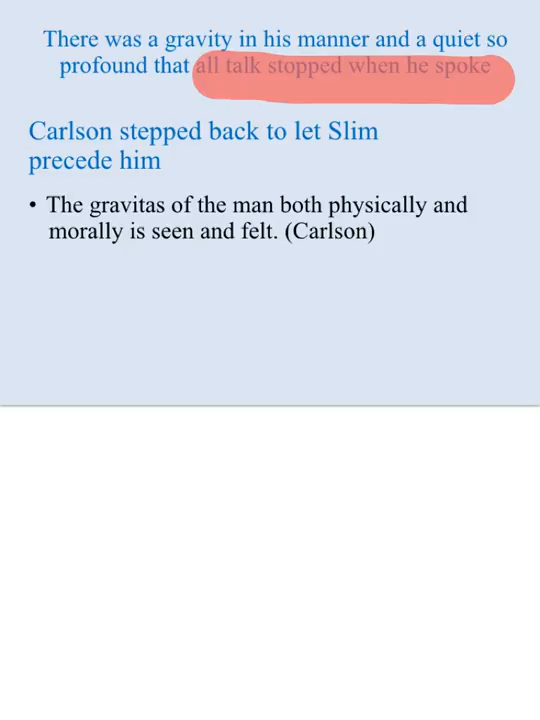 There was a gravity in his manner and a quiet so
profound that all talk stopped when he spoke
Carlson stepped back to let Slim
precede him
• The gravitas of the man both physically and
morally is seen and felt. (Carlson)